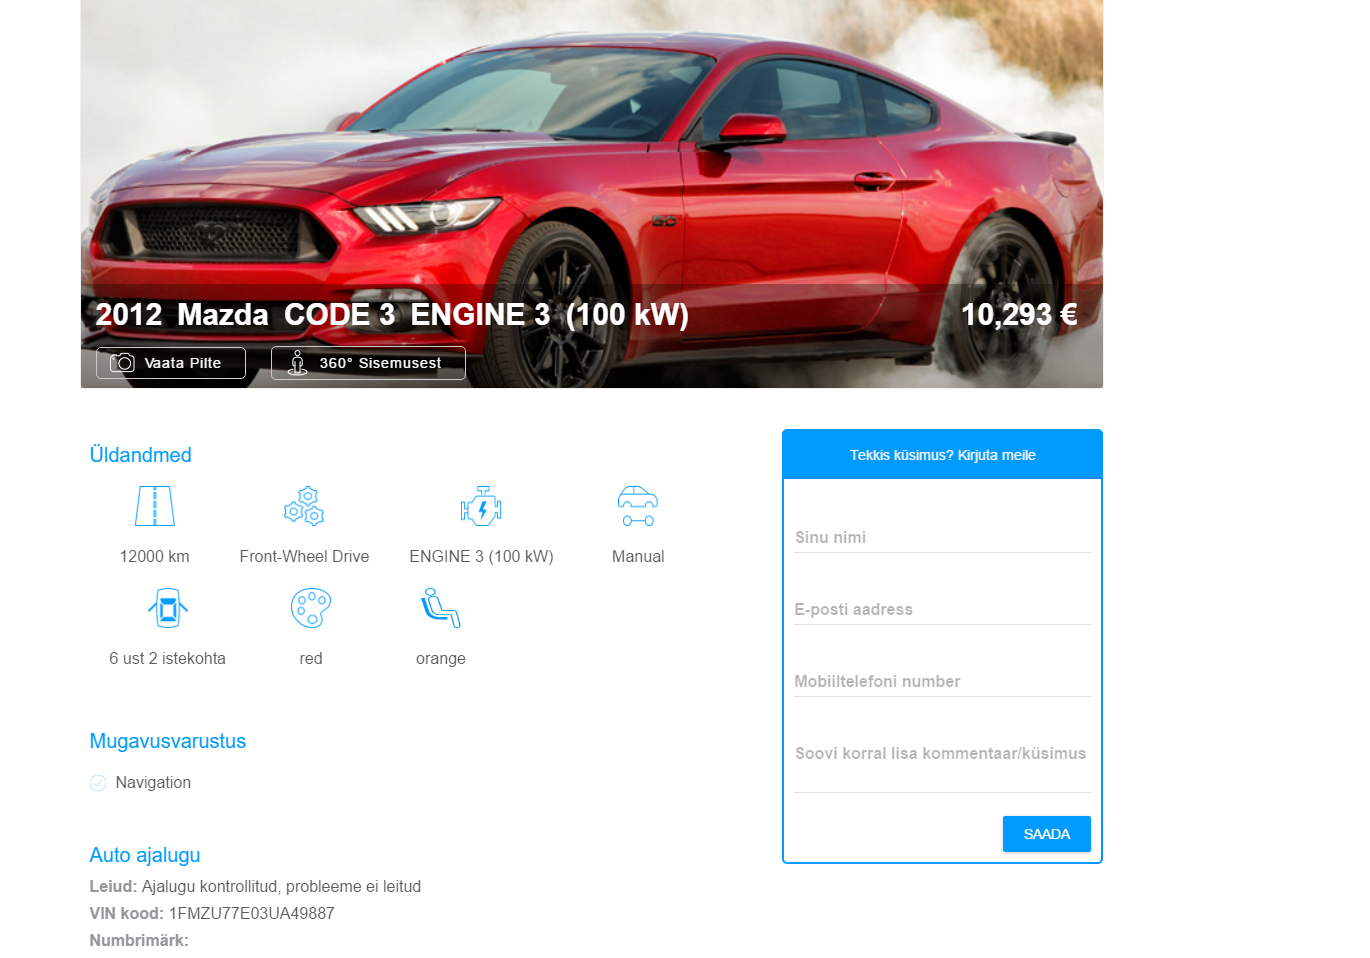 5.0
2012 Mazda CODE 3 ENGINE 3 (100 kW)
10,293 €
Vaata Pilte
360° Sisemusest
Üldandmed
12000 km
Front-Wheel Drive
ENGINE 3 (100 kW)
Manual
6 ust 2 istekohta
red
orange
Mugavusvarustus
Navigation
Auto ajalugu
Leiud: Ajalugu kontrollitud, probleeme ei leitud
VIN kood: 1FMZU77E03UA49887
Numbrimärk:
Tekkis küsimus? Kirjuta meile
Sinu nimi
E-posti aadress
Mobiiltelefoni number
Soovi korral lisa kommentaar/küsimus
SAADA